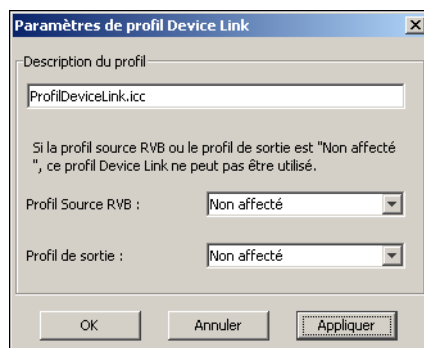 Paramètres de profil Device Link
Description du profil
ProfilDeviceLink.icc
Si la profil source RVB ou le profil de sortie est "Non affecté
", ce profil Device Link ne peut pas être utilisé.
Profil Source RVB : Non affecté
Profil de sortie : Non affecté
OK Annuler Appliquer